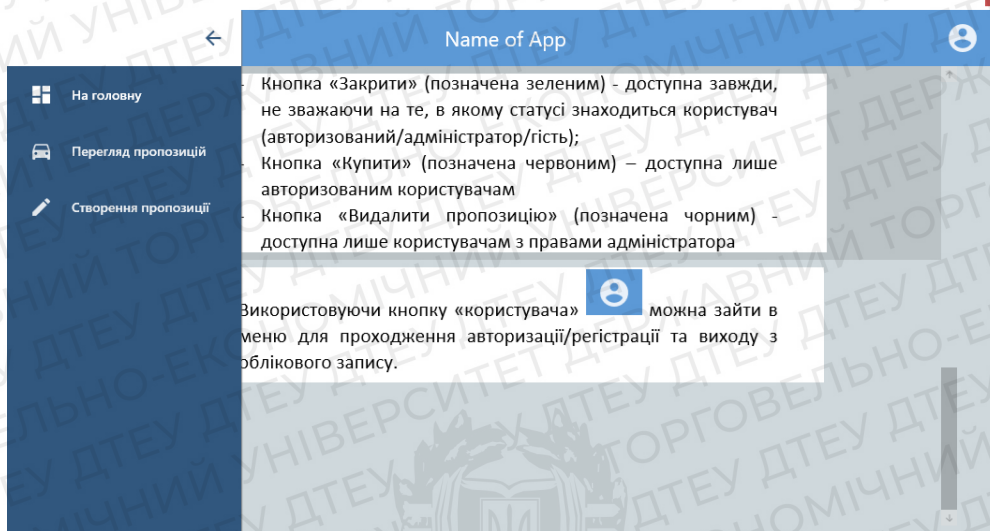 Name of App
На головну
Перегляд пропозицій
Створення пропозиції
- Кнопка «Закрити» (позначена зеленим) - доступна завжди,
не зважаючи на те, в якому статусі знаходиться користувач
(авторизований/адміністратор/гість);
- Кнопка «Купити» (позначена червоним) – доступна лише
авторизованим користувачам
- Кнопка «Видалити пропозицію» (позначена чорним) -
доступна лише користувачам з правами адміністратора
Використовуючи кнопку «користувача» можна зайти в
меню для проходження авторизації/регістрації та виходу з
облікового запису.